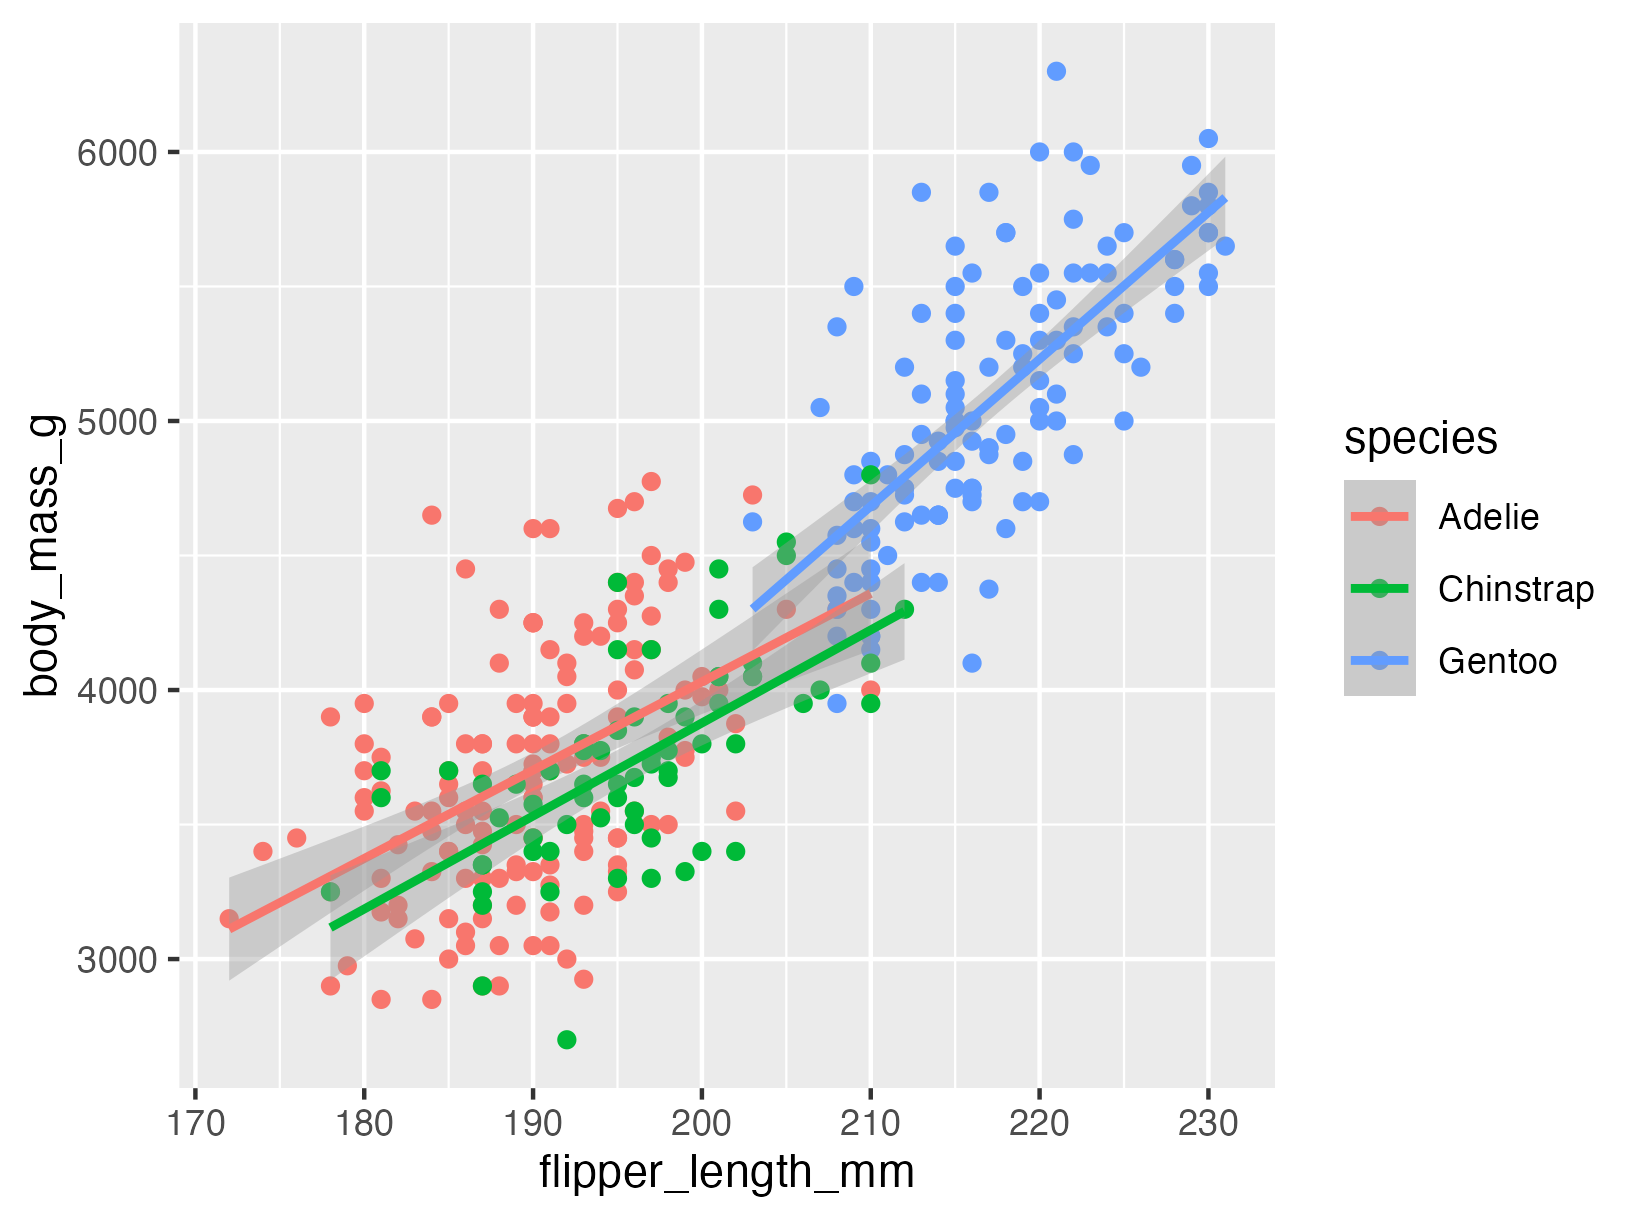 6000
5000
4000
3000
body_mass_g
170 180 190 200 210 220 230
flipper_length_mm
species
Adelie
Chinstrap
Gentoo